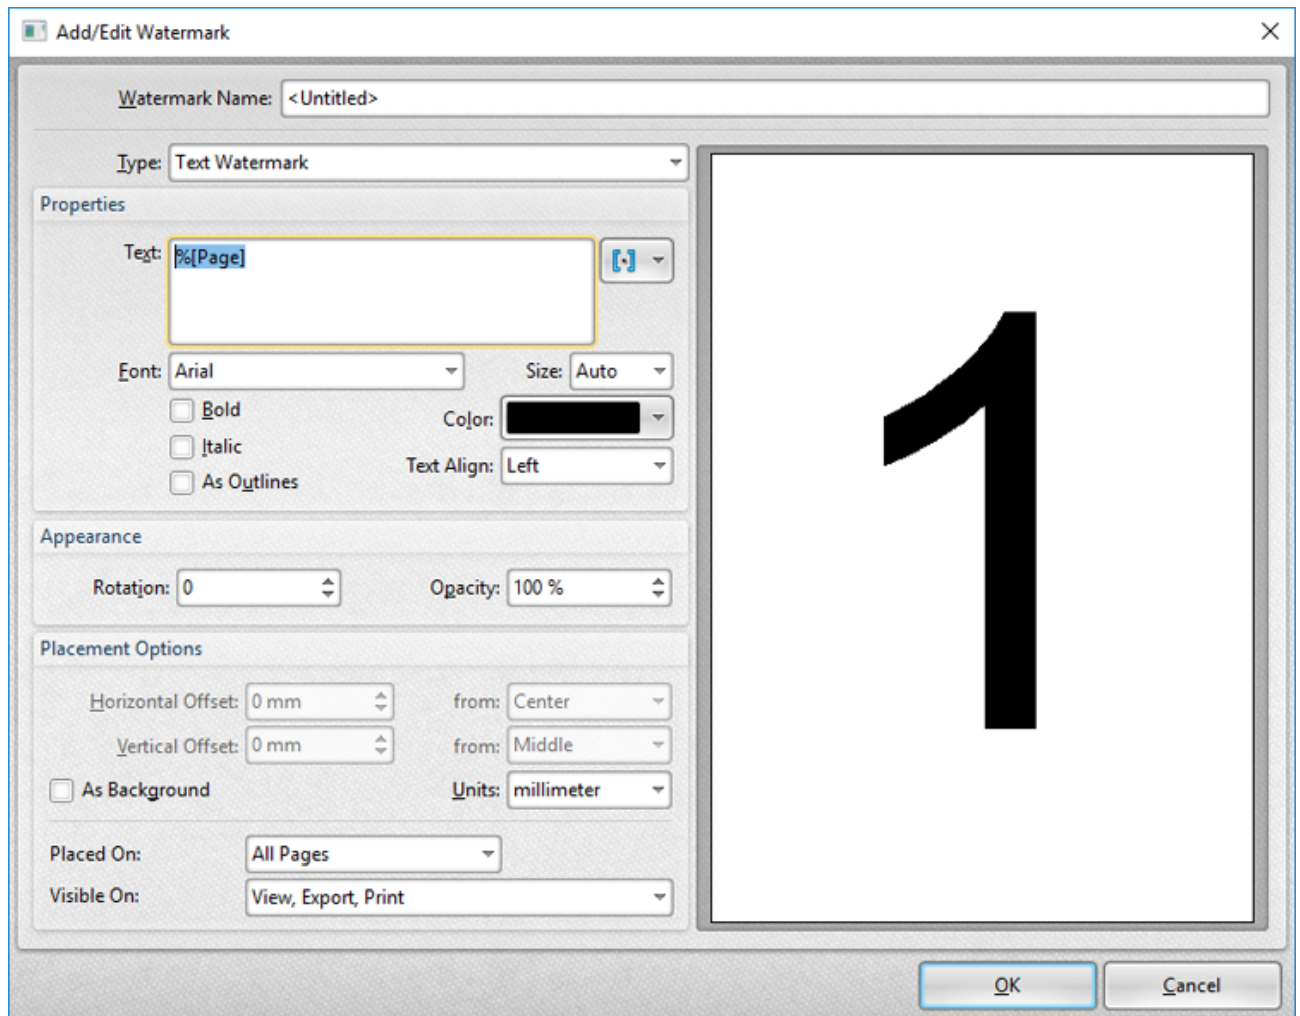 Add/Edit Watermark
Watermark Name: <Untitled>
Type: Text Watermark
Properties
Text: %[Page]
Font: Arial Size: Auto
Bold
Color:
Italic
Text Align: Left
As Outlines
Appearance
Rotation: 0 Opacity: 100 %
Placement Options
Horizontal Offset: 0 mm from: Center
Vertical Offset: 0 mm from: Middle
As Background Units: millimeter
Placed On: All Pages
Visible On: View, Export, Print
1
OK Cancel